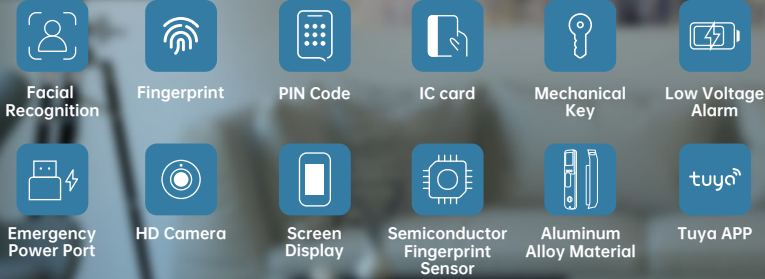 Facial
Recognition
Fingerprint
PIN Code
IC card
Mechanical
Key
Low Voltage
Alarm
Emergency
Power Port
HD Camera
Screen
Display
Semiconductor
Fingerprint
Sensor
Aluminum
Alloy Material
tuya
Tuya APP